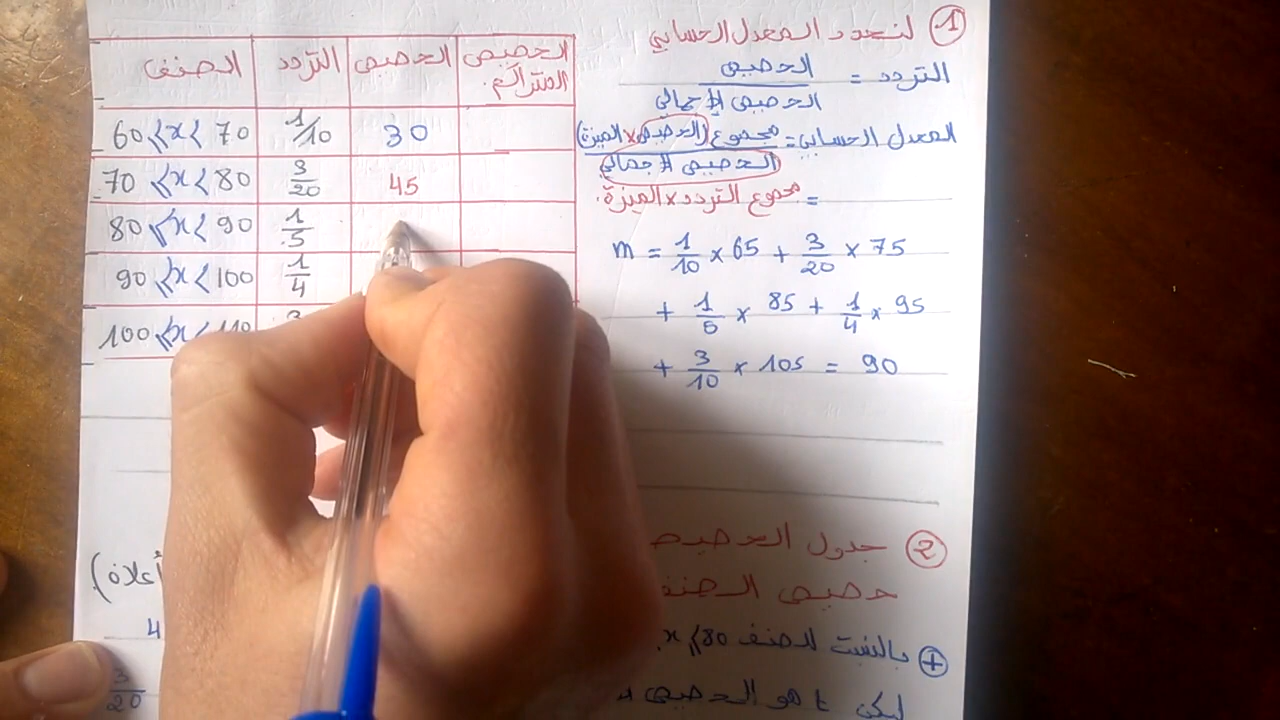 ① لنحدد المعدل الحسابي
التردد = الحصيص / الحصيص الإجمالي
المعدل الحسابي = مجموع (الحصيص × الميزة) / الحصيص الإجمالي
= مجموع التردد × الميزة.
m = 1/10 × 65 + 3/20 × 75
+ 1/5 × 85 + 1/4 × 95
+ 3/10 × 105 = 90
الصنف التردد الحصيص الحصيص المتراكم.
60 ⩽ x < 70 1/10 30
70 ⩽ x < 80 3/20 45
80 ⩽ x < 90 1/5
90 ⩽ x < 100 1/4
100 ⩽ x <
② جدول الحصيص
حصيص الصنف
+ بالنسبة للصنف 80 ⩽ x
ليكن t هو الحصيص
أعلاه)
4
3/20